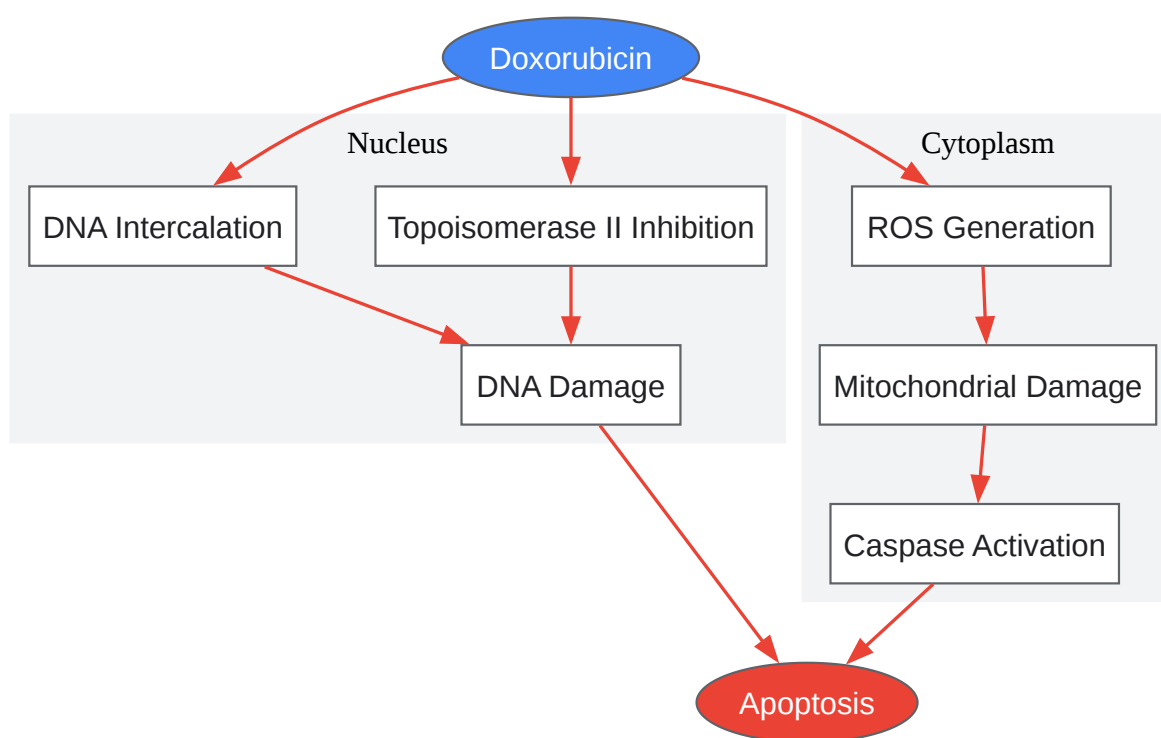 Doxorubicin
Nucleus
Cytoplasm
DNA Intercalation
Topoisomerase II Inhibition
ROS Generation
DNA Damage
Mitochondrial Damage
Caspase Activation
Apoptosis